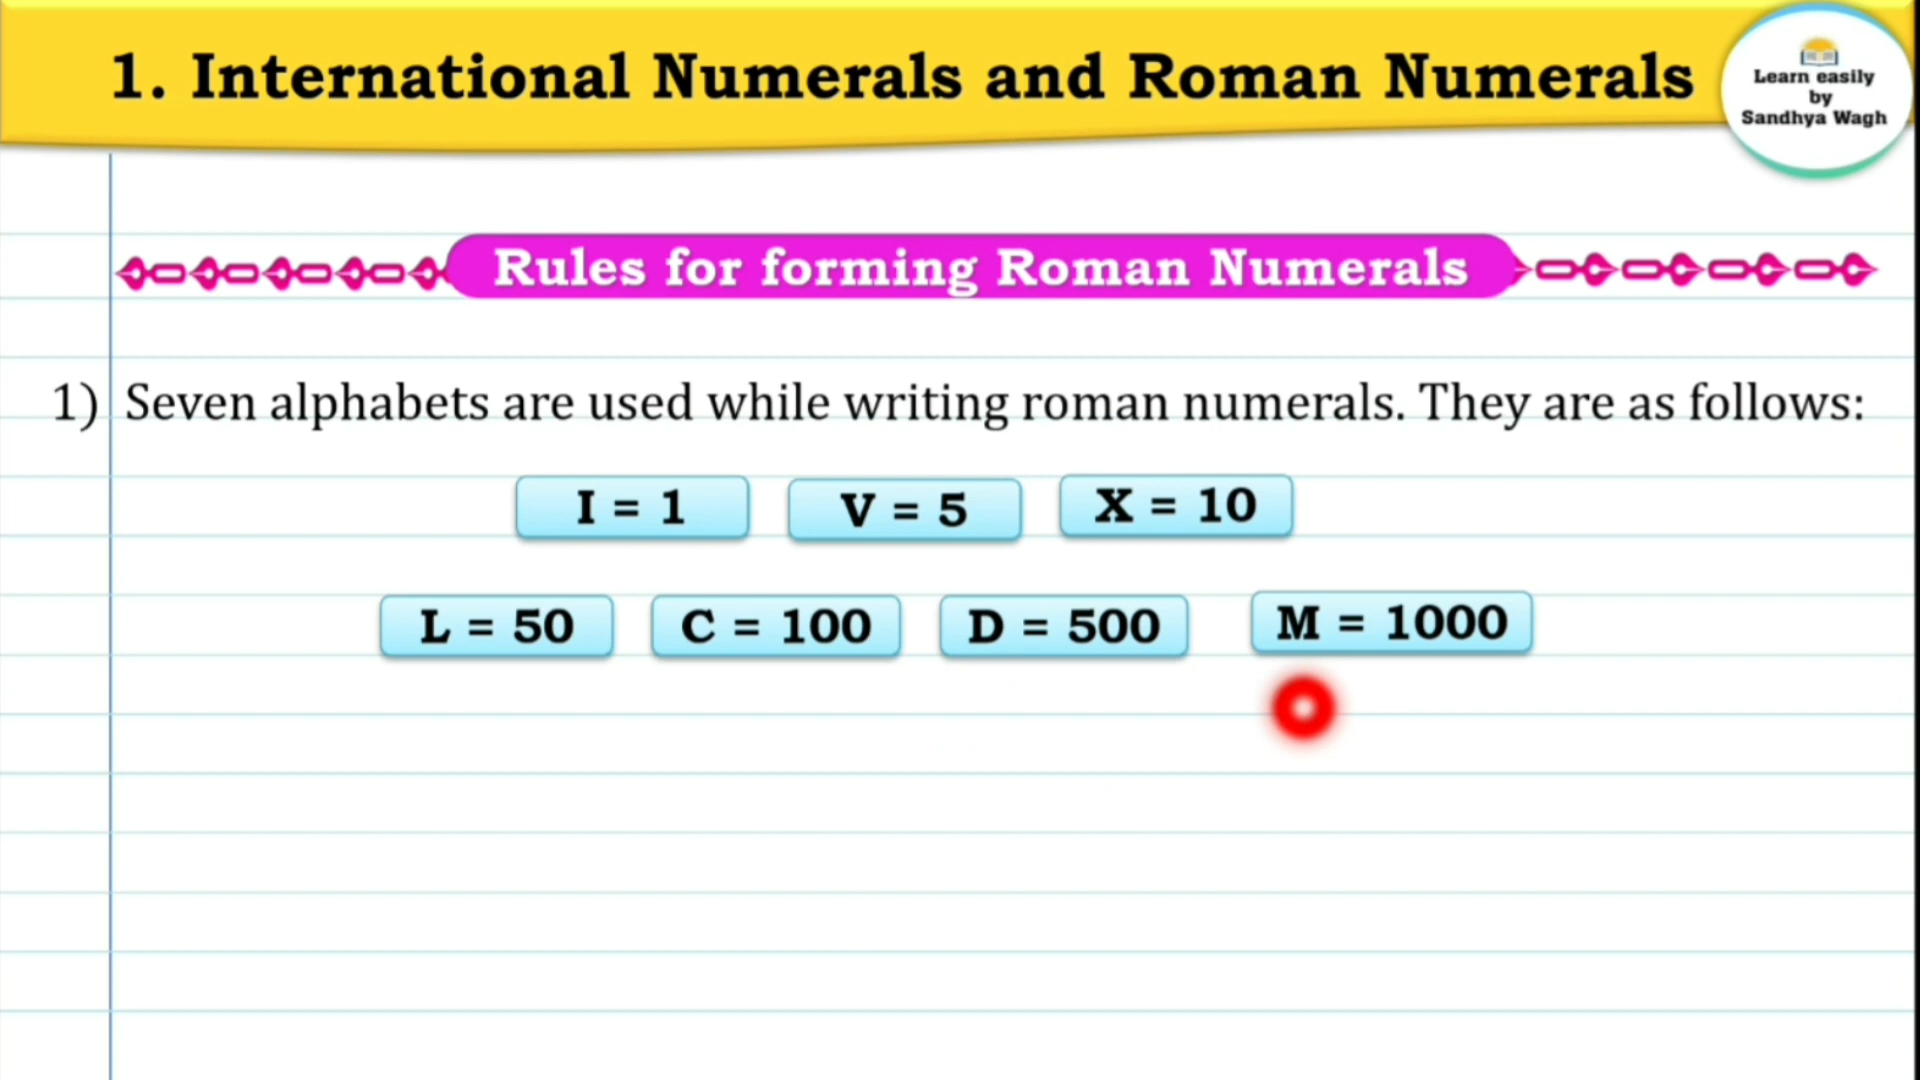 1. International Numerals and Roman Numerals
Learn easily
by
Sandhya Wagh
Rules for forming Roman Numerals
1) Seven alphabets are used while writing roman numerals. They are as follows:
I = 1 V = 5 X = 10
L = 50 C = 100 D = 500 M = 1000